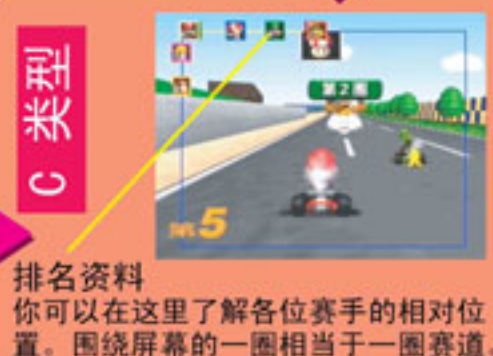 C 类型
第2圈
第5
排名资料
你可以在这里了解各位赛手的相对位
置。围绕屏幕的一圈相当于一圈赛道